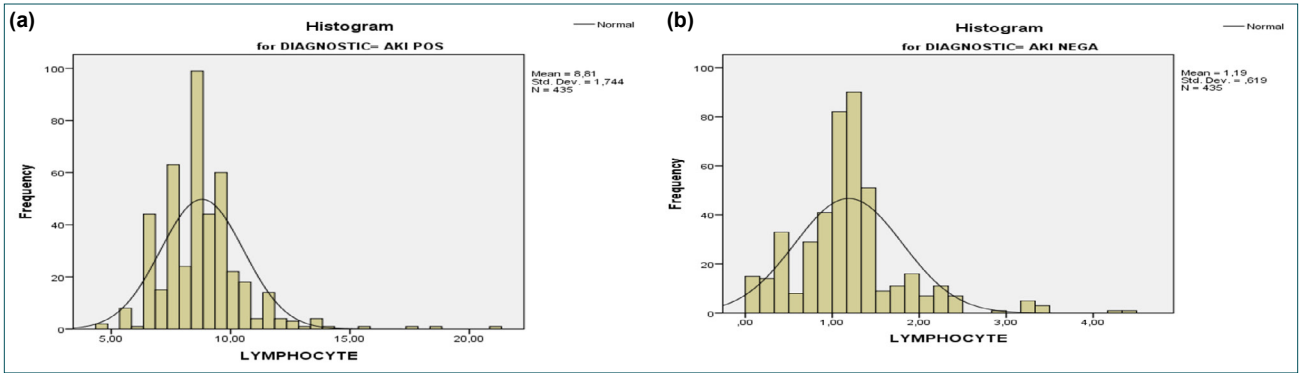 (a)
Histogram
for DIAGNOSTIC= AKI POS
Normal
Mean = 8,81
Std. Dev. = 1,744
N = 435
Frequency
100
80
60
40
20
0
5,00 10,00 15,00 20,00
LYMPHOCYTE
(b)
Histogram
for DIAGNOSTIC= AKI NEGA
Normal
Mean = 1,19
Std. Dev. = ,619
N = 435
Frequency
100
80
60
40
20
0
,00 1,00 2,00 3,00 4,00
LYMPHOCYTE